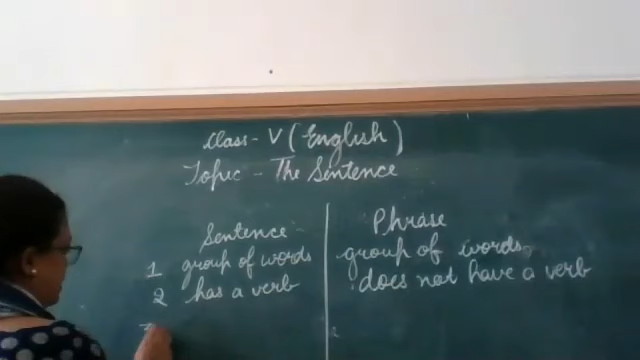 Class - V (English)
Topic - The Sentence
Sentence - Phrase
1 group of words group of words
2 has a verb does not have a verb